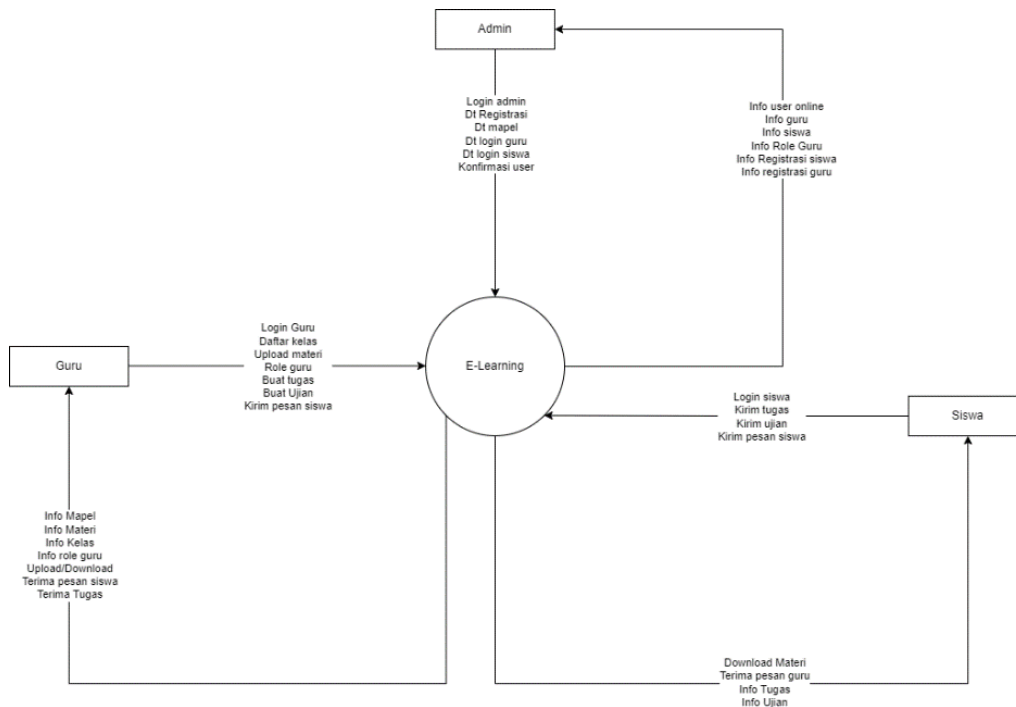 Admin
Login admin
Dt Registrasi
Dt mapel
Dt login guru
Dt login siswa
Konfirmasi user
Info user online
Info guru
Info siswa
Info Role Guru
Info Registrasi siswa
Info registrasi guru
Guru
Login Guru
Daftar kelas
Upload materi
Role guru
Buat tugas
Buat Ujian
Kirim pesan siswa
E-Learning
Login siswa
Kirim tugas
Kirim ujian
Kirim pesan siswa
Siswa
Info Mapel
Info Materi
Info Kelas
Info role guru
Upload/Download
Terima pesan siswa
Terima Tugas
Download Materi
Terima pesan guru
Info Tugas
Info Ujian